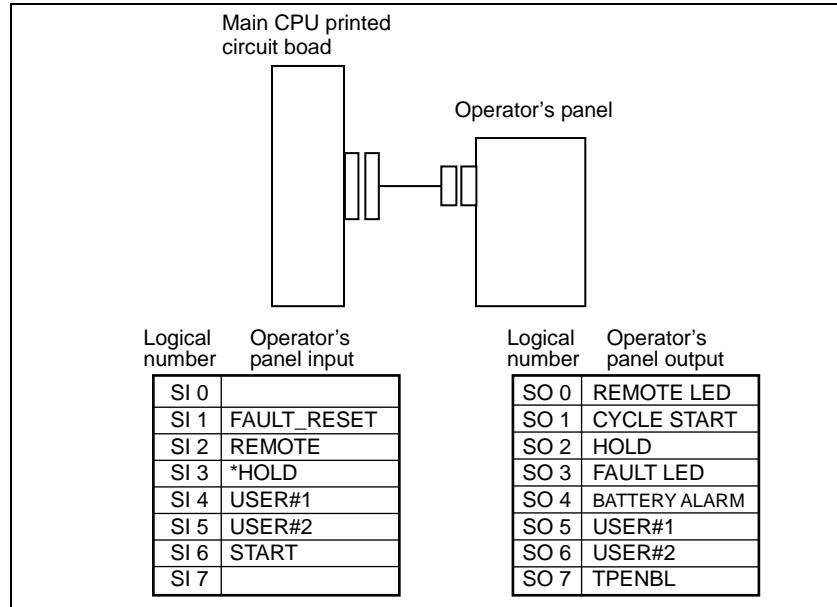 Main CPU printed
circuit boad
Operator's panel
Logical number
Operator's panel input
SI 0
SI 1 FAULT_RESET
SI 2 REMOTE
SI 3 *HOLD
SI 4 USER#1
SI 5 USER#2
SI 6 START
SI 7
Logical number
Operator's panel output
SO 0 REMOTE LED
SO 1 CYCLE START
SO 2 HOLD
SO 3 FAULT LED
SO 4 BATTERY ALARM
SO 5 USER#1
SO 6 USER#2
SO 7 TPENBL